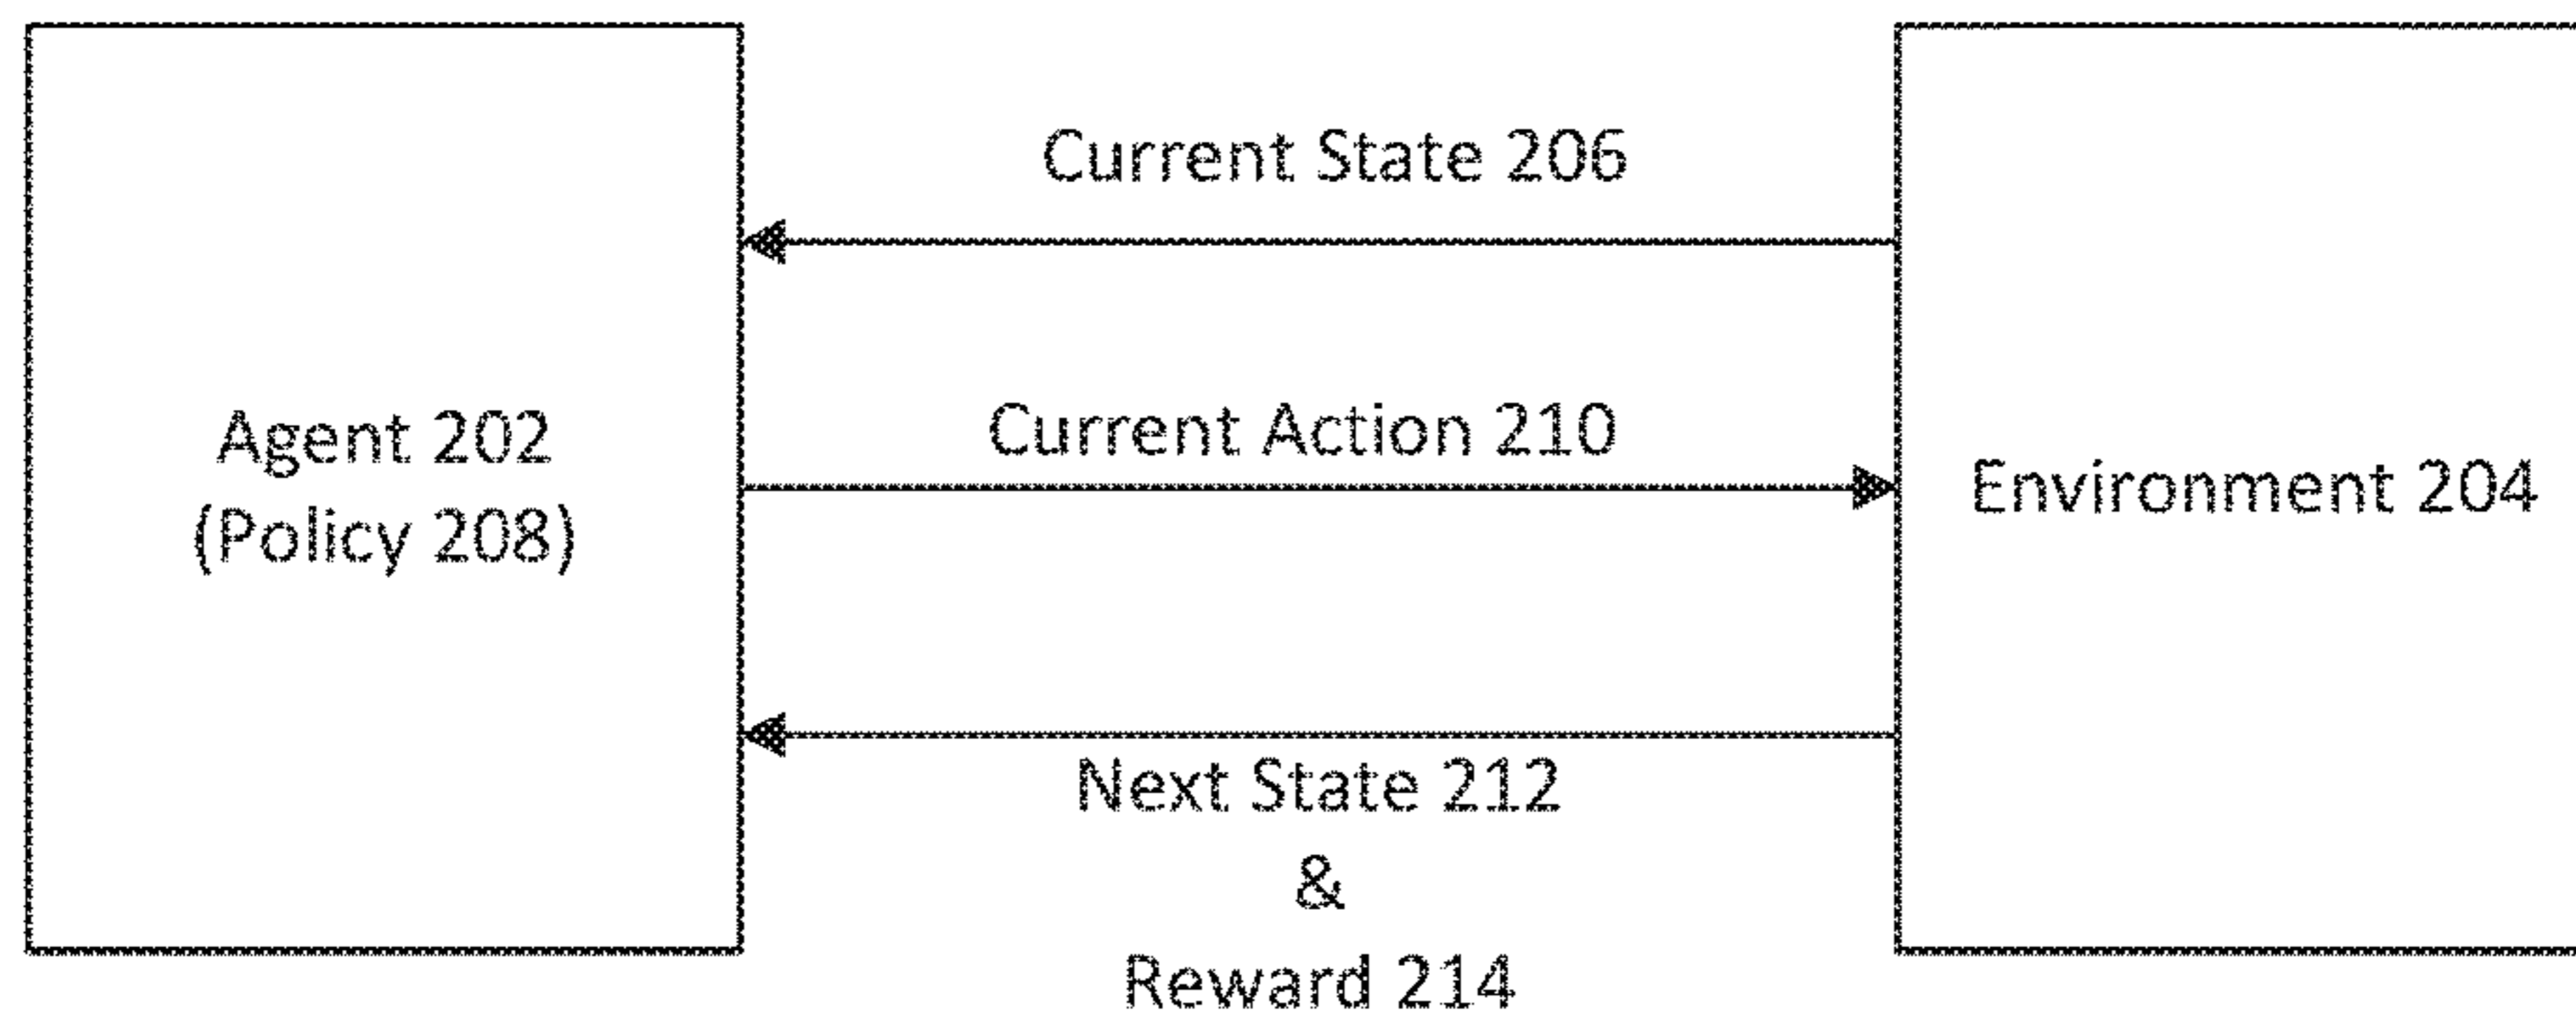 Current State 206
Agent 202
(Policy 208)
Current Action 210
Environment 204
Next State 212
&
Reward 214